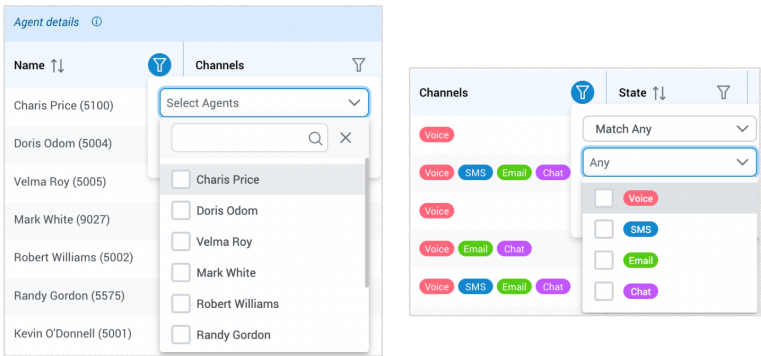 Agent details
Name Channels
Select Agents
Charis Price (5100)
Doris Odom (5004)
Velma Roy (5005)
Mark White (9027)
Robert Williams (5002)
Randy Gordon (5575)
Kevin O'Donnell (5001)
Charis Price
Doris Odom
Velma Roy
Mark White
Robert Williams
Randy Gordon
Channels State
Voice
Voice SMS Email Chat
Voice
Voice Email Chat
Voice SMS Email Chat
Match Any
Any
Voice
SMS
Email
Chat